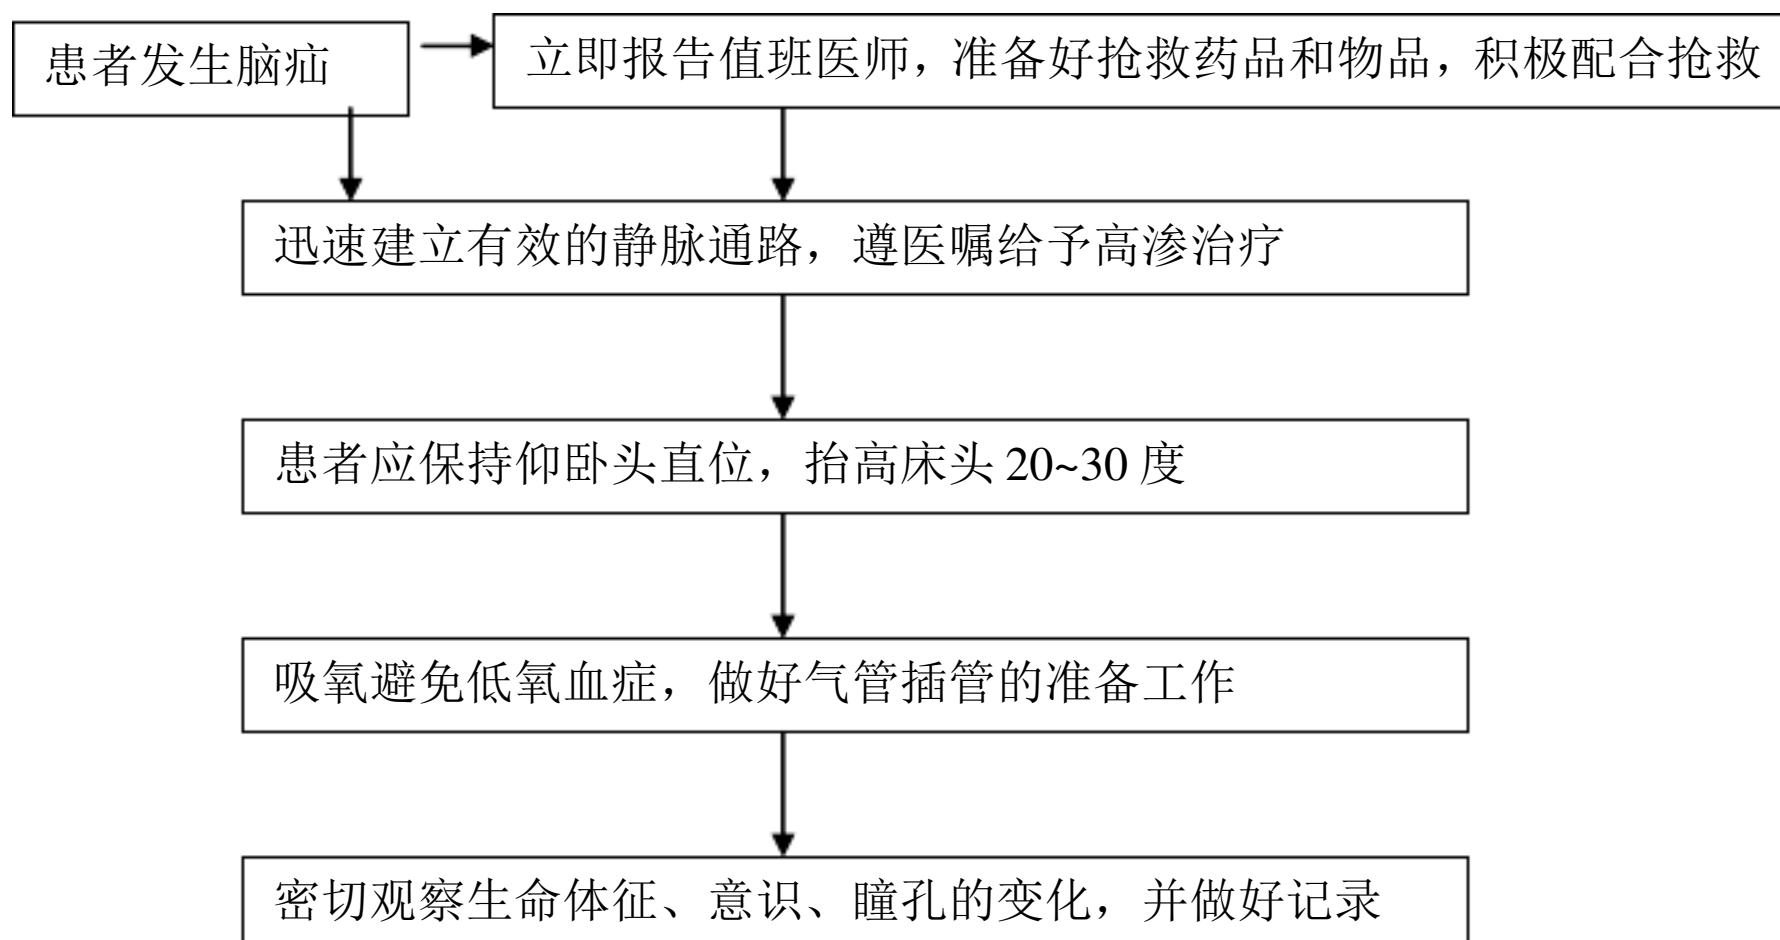 患者发生脑疝
立即报告值班医师，准备好抢救药品和物品，积极配合抢救
迅速建立有效的静脉通路，遵医嘱给予高渗治疗
患者应保持仰卧头直位，抬高床头 20~30 度
吸氧避免低氧血症，做好气管插管的准备工作
密切观察生命体征、意识、瞳孔的变化，并做好记录